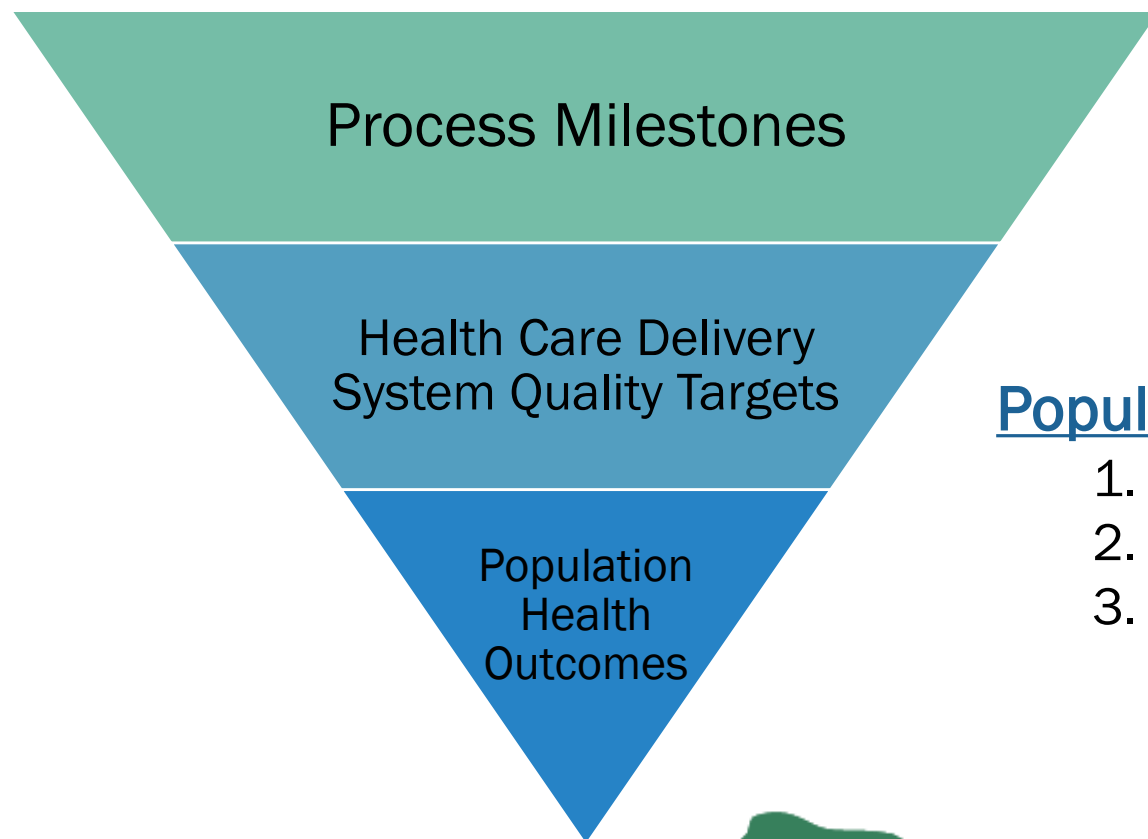 Process Milestones
Health Care Delivery
System Quality Targets
Popul
1.
2.
3.
Population
Health
Outcomes